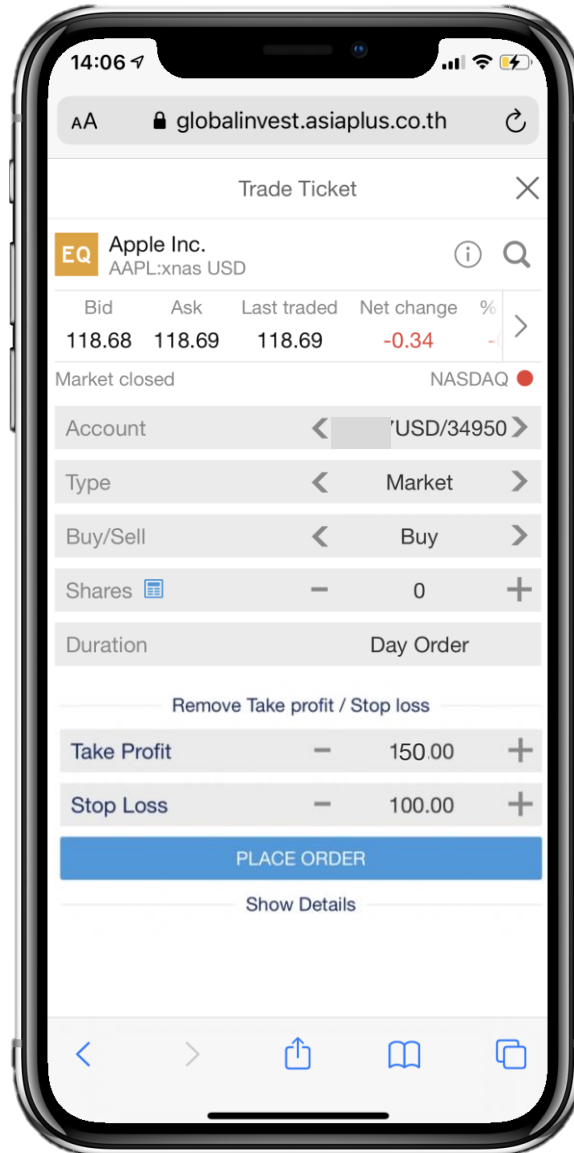 14:06
AA globalinvest.asiaplus.co.th
Trade Ticket
EQ Apple Inc.
AAPL:xnas USD
Bid Ask Last traded Net change %
118.68 118.69 118.69 -0.34
Market closed NASDAQ
Account USD/34950
Type Market
Buy/Sell Buy
Shares 0
Duration Day Order
Remove Take profit / Stop loss
Take Profit 150.00
Stop Loss 100.00
PLACE ORDER
Show Details